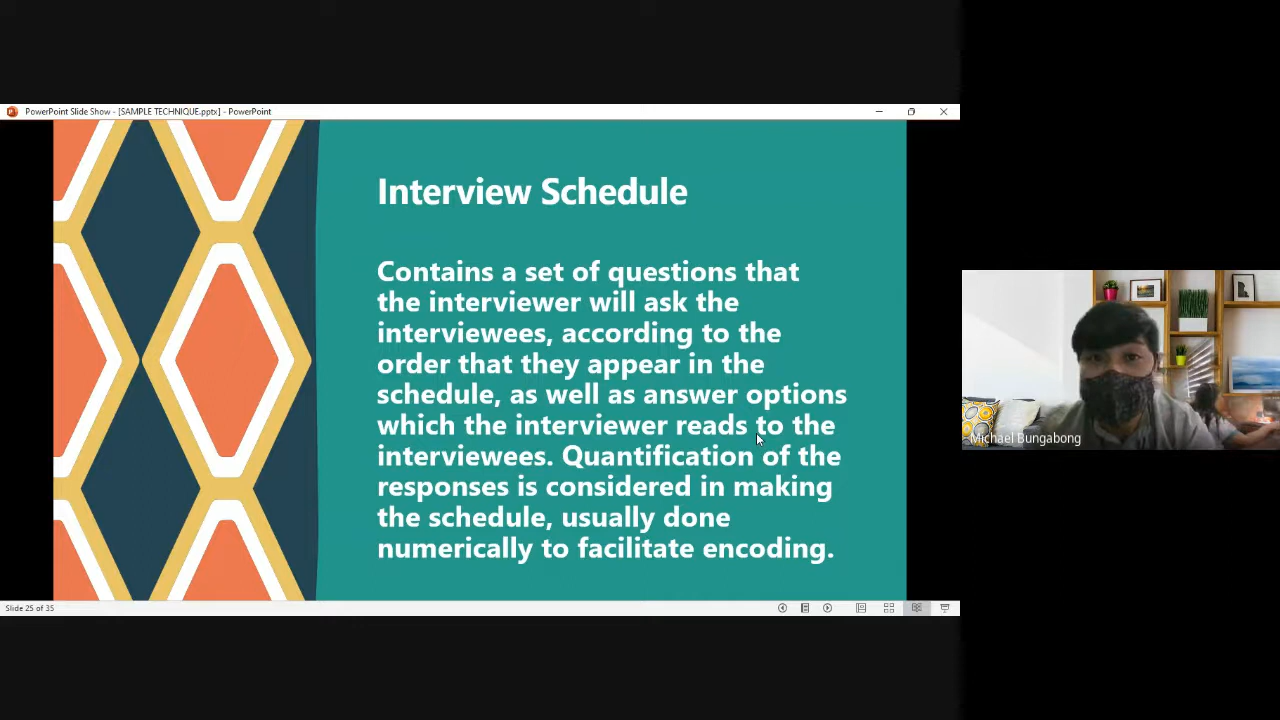 PowerPoint Slide Show - [SAMPLE TECHNIQUE.pptx] - PowerPoint
Interview Schedule
Contains a set of questions that
the interviewer will ask the
interviewees, according to the
order that they appear in the
schedule, as well as answer options
which the interviewer reads to the
interviewees. Quantification of the
responses is considered in making
the schedule, usually done
numerically to facilitate encoding.
Michael Bungabong
Slide 25 of 35